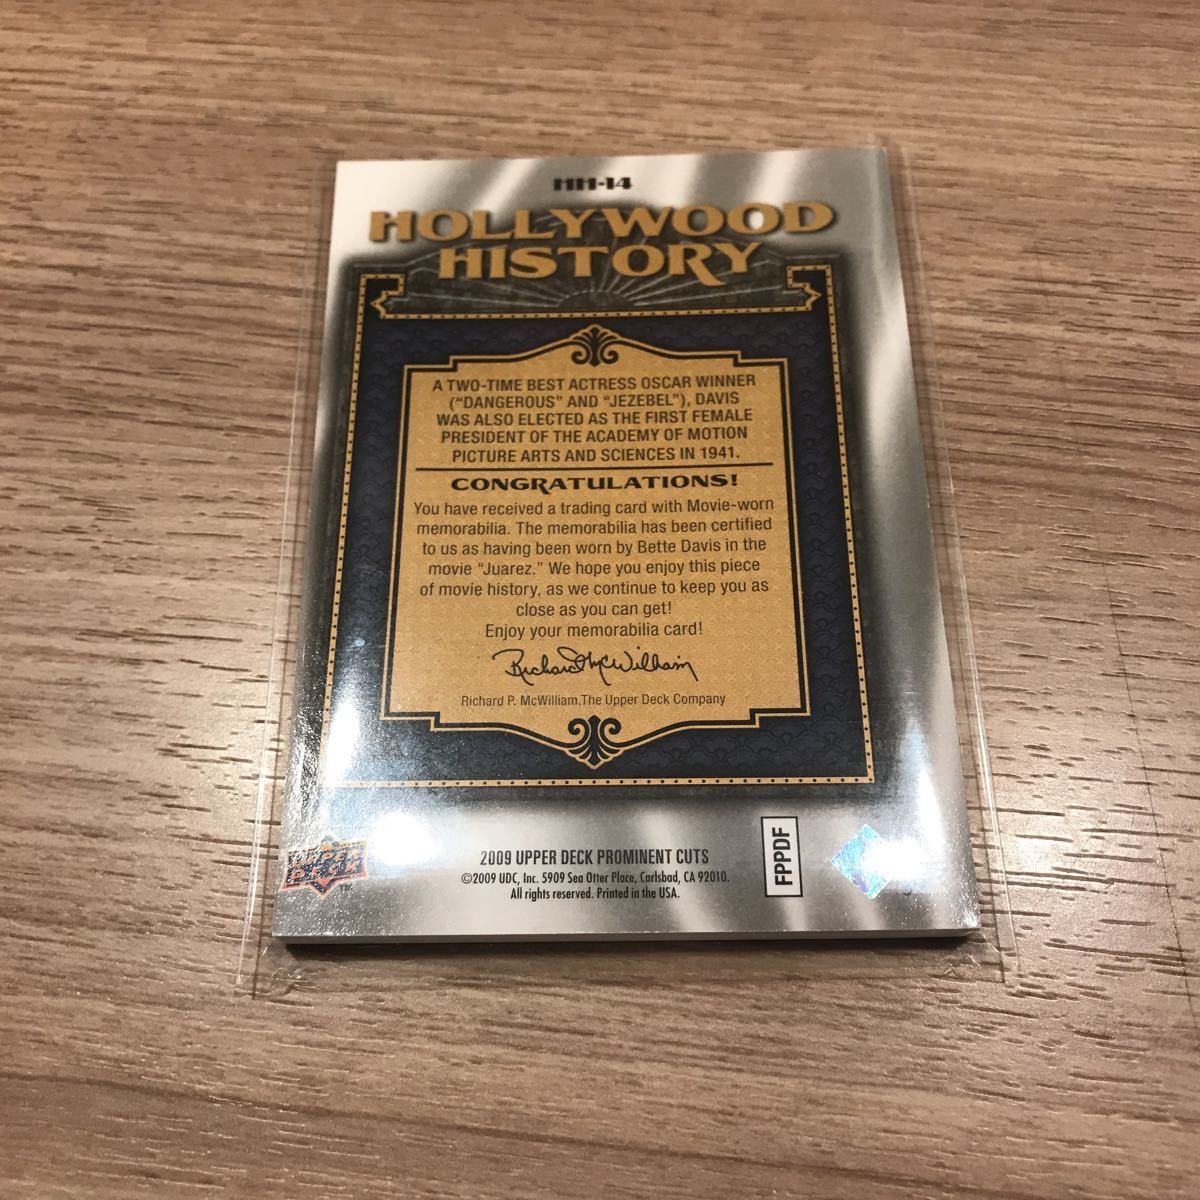 HH-14
HOLLYWOOD
HISTORY
A TWO-TIME BEST ACTRESS OSCAR WINNER
("DANGEROUS" AND "JEZEBEL"), DAVIS
WAS ALSO ELECTED AS THE FIRST FEMALE
PRESIDENT OF THE ACADEMY OF MOTION
PICTURE ARTS AND SCIENCES IN 1941.
CONGRATULATIONS!
You have received a trading card with Movie-worn
memorabilia. The memorabilia has been certified
to us as having been worn by Bette Davis in the
movie "Juarez." We hope you enjoy this piece
of movie history, as we continue to keep you as
close as you can get!
Enjoy your memorabilia card!
Richard P. McWilliam
Richard P. McWilliam,The Upper Deck Company
UPPER
DECK
TM
2009 UPPER DECK PROMINENT CUTS
©2009 UDC, Inc. 5909 Sea Otter Place, Carlsbad, CA 92010.
All rights reserved. Printed in the USA.
FPPDF